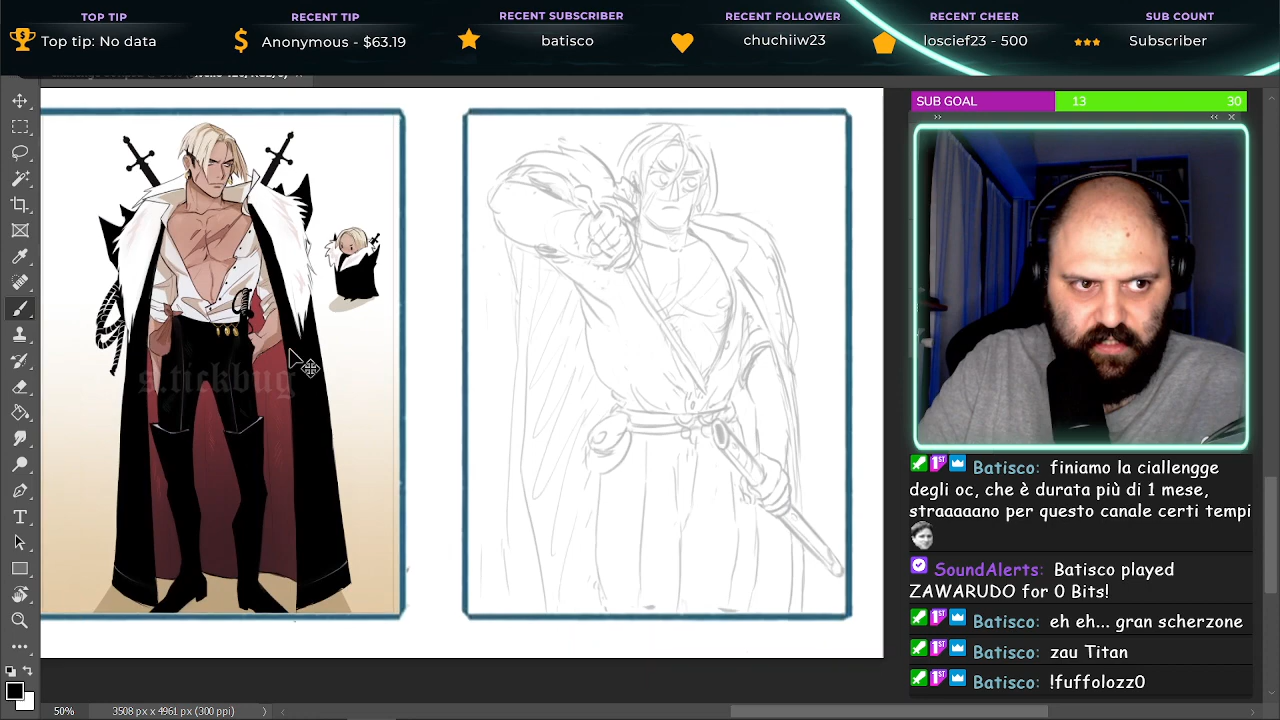 TOP TIP
Top tip: No data
RECENT TIP
Anonymous - $63.19
RECENT SUBSCRIBER
batisco
RECENT FOLLOWER
chuchiiw23
RECENT CHEER
loscief23 - 500
SUB COUNT
Subscriber
SUB GOAL
13
30
s.tickbug
Batisco: finiamo la ciallengge
degli oc, che è durata più di 1 mese,
straaaaano per questo canale certi tempi
SoundAlerts: Batisco played
ZAWARUDO for 0 Bits!
Batisco: eh eh... gran scherzone
Batisco: zau Titan
Batisco: !fuffolozz0
50%
3508 px x 4961 px (300 ppi)